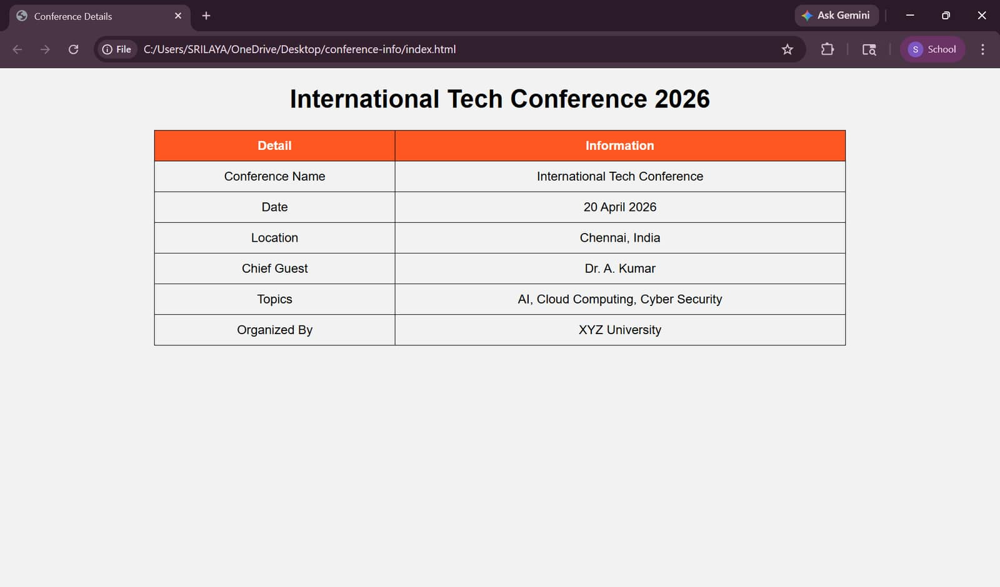 Conference Details
Ask Gemini
File C:/Users/SRILAYA/OneDrive/Desktop/conference-info/index.html
S School
International Tech Conference 2026
Detail Information
Conference Name International Tech Conference
Date 20 April 2026
Location Chennai, India
Chief Guest Dr. A. Kumar
Topics AI, Cloud Computing, Cyber Security
Organized By XYZ University